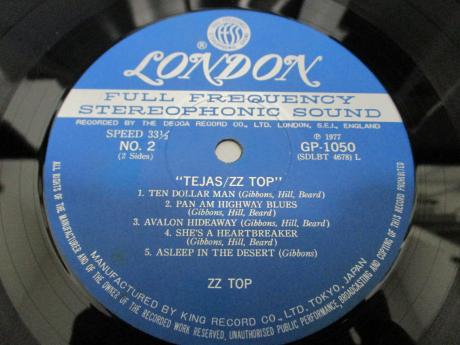 ffss
®
LONDON
FULL FREQUENCY
STEREOPHONIC SOUND
RECORDED BY THE DECCA RECORD CO., LTD. LONDON, S.E.I., ENGLAND
SPEED 33⅓
NO. 2
(2 Sides)
℗ 1977
GP-1050
(SDLBT 4678) L
"TEJAS/ZZ TOP"
1. TEN DOLLAR MAN (Gibbons, Hill, Beard)
2. PAN AM HIGHWAY BLUES
(Gibbons, Hill, Beard)
3. AVALON HIDEAWAY (Gibbons, Hill, Beard)
4. SHE'S A HEARTBREAKER
(Gibbons, Hill, Beard)
5. ASLEEP IN THE DESERT (Gibbons)
ZZ TOP
MANUFACTURED BY KING RECORD CO., LTD. TOKYO, JAPAN
ALL RIGHTS OF THE MANUFACTURER AND OF THE OWNER OF THE RECORDED WORK RESERVED, UNAUTHORISED PUBLIC PERFORMANCE, BROADCASTING AND COPYING OF THIS RECORD PROHIBITED